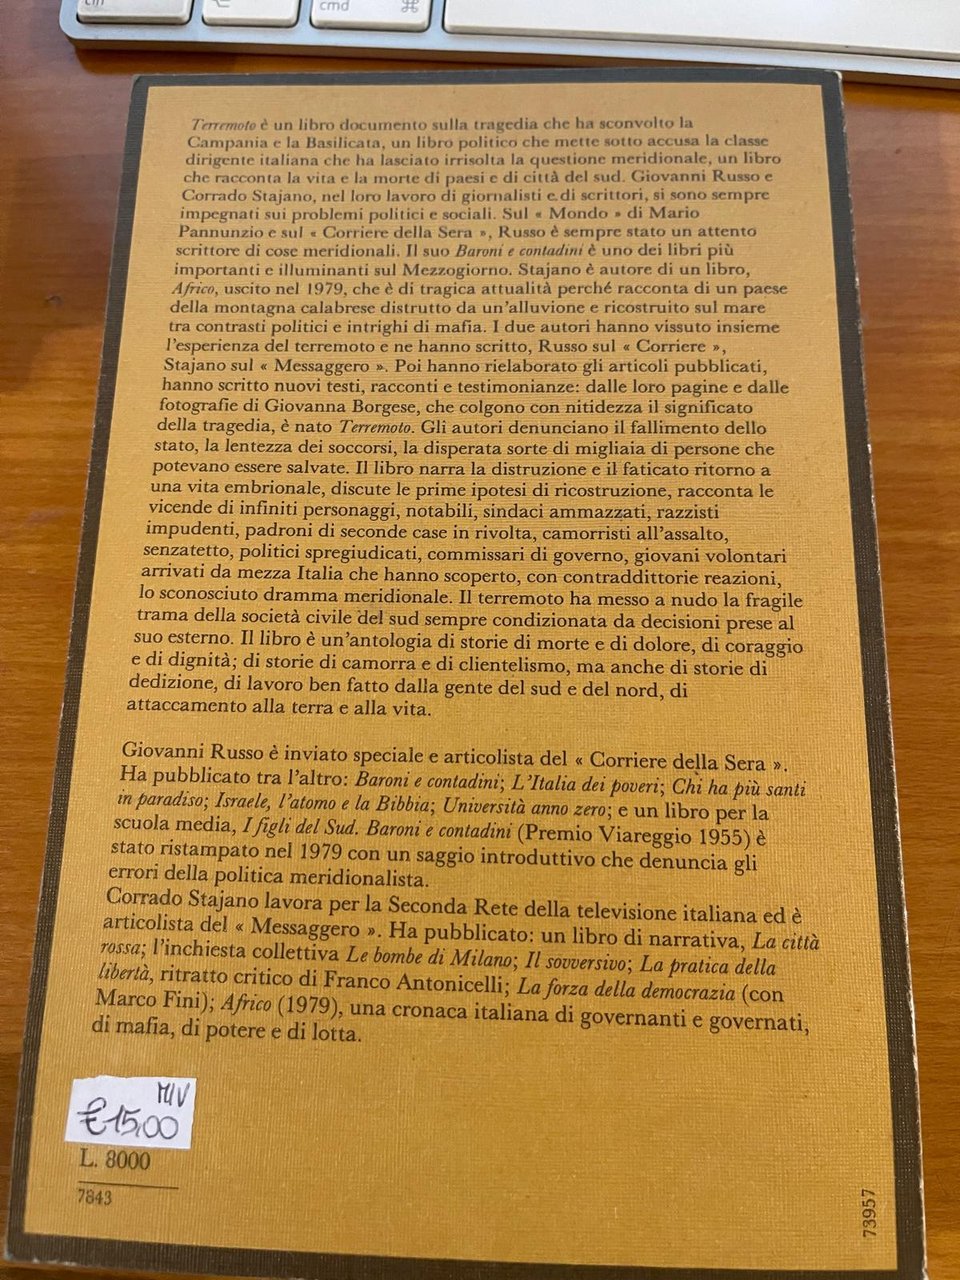 cmd
⌘
Terremoto è un libro documento sulla tragedia che ha sconvolto la
Campania e la Basilicata, un libro politico che mette sotto accusa la classe
dirigente italiana che ha lasciato irrisolta la questione meridionale, un libro
che racconta la vita e la morte di paesi e di città del sud. Giovanni Russo e
Corrado Stajano, nel loro lavoro di giornalisti e di scrittori, si sono sempre
impegnati sui problemi politici e sociali. Sul « Mondo » di Mario
Pannunzio e sul « Corriere della Sera », Russo è sempre stato un attento
scrittore di cose meridionali. Il suo Baroni e contadini è uno dei libri più
importanti e illuminanti sul Mezzogiorno. Stajano è autore di un libro,
Africo, uscito nel 1979, che è di tragica attualità perché racconta di un paese
della montagna calabrese distrutto da un'alluvione e ricostruito sul mare
tra contrasti politici e intrighi di mafia. I due autori hanno vissuto insieme
l'esperienza del terremoto e ne hanno scritto, Russo sul « Corriere »,
Stajano sul « Messaggero ». Poi hanno rielaborato gli articoli pubblicati,
hanno scritto nuovi testi, racconti e testimonianze: dalle loro pagine e dalle
fotografie di Giovanna Borgese, che colgono con nitidezza il significato
della tragedia, è nato Terremoto. Gli autori denunciano il fallimento dello
stato, la lentezza dei soccorsi, la disperata sorte di migliaia di persone che
potevano essere salvate. Il libro narra la distruzione e il faticato ritorno a
una vita embrionale, discute le prime ipotesi di ricostruzione, racconta le
vicende di infiniti personaggi, notabili, sindaci ammazzati, razzisti
impudenti, padroni di seconde case in rivolta, camorristi all'assalto,
senzatetto, politici spregiudicati, commissari di governo, giovani volontari
arrivati da mezza Italia che hanno scoperto, con contraddittorie reazioni,
lo sconosciuto dramma meridionale. Il terremoto ha messo a nudo la fragile
trama della società civile del sud sempre condizionata da decisioni prese al
suo esterno. Il libro è un'antologia di storie di morte e di dolore, di coraggio
e di dignità; di storie di camorra e di clientelismo, ma anche di storie di
dedizione, di lavoro ben fatto dalla gente del sud e del nord, di
attaccamento alla terra e alla vita.
Giovanni Russo è inviato speciale e articolista del « Corriere della Sera ».
Ha pubblicato tra l'altro: Baroni e contadini; L'Italia dei poveri; Chi ha più santi
in paradiso; Israele, l'atomo e la Bibbia; Università anno zero; e un libro per la
scuola media, I figli del Sud. Baroni e contadini (Premio Viareggio 1955) è
stato ristampato nel 1979 con un saggio introduttivo che denuncia gli
errori della politica meridionalista.
Corrado Stajano lavora per la Seconda Rete della televisione italiana ed è
articolista del « Messaggero ». Ha pubblicato: un libro di narrativa, La città
rossa; l'inchiesta collettiva Le bombe di Milano; Il sovversivo; La pratica della
libertà, ritratto critico di Franco Antonicelli; La forza della democrazia (con
Marco Fini); Africo (1979), una cronaca italiana di governanti e governati,
di mafia, di potere e di lotta.
MIV
€15,00
L. 8000
7843
73957